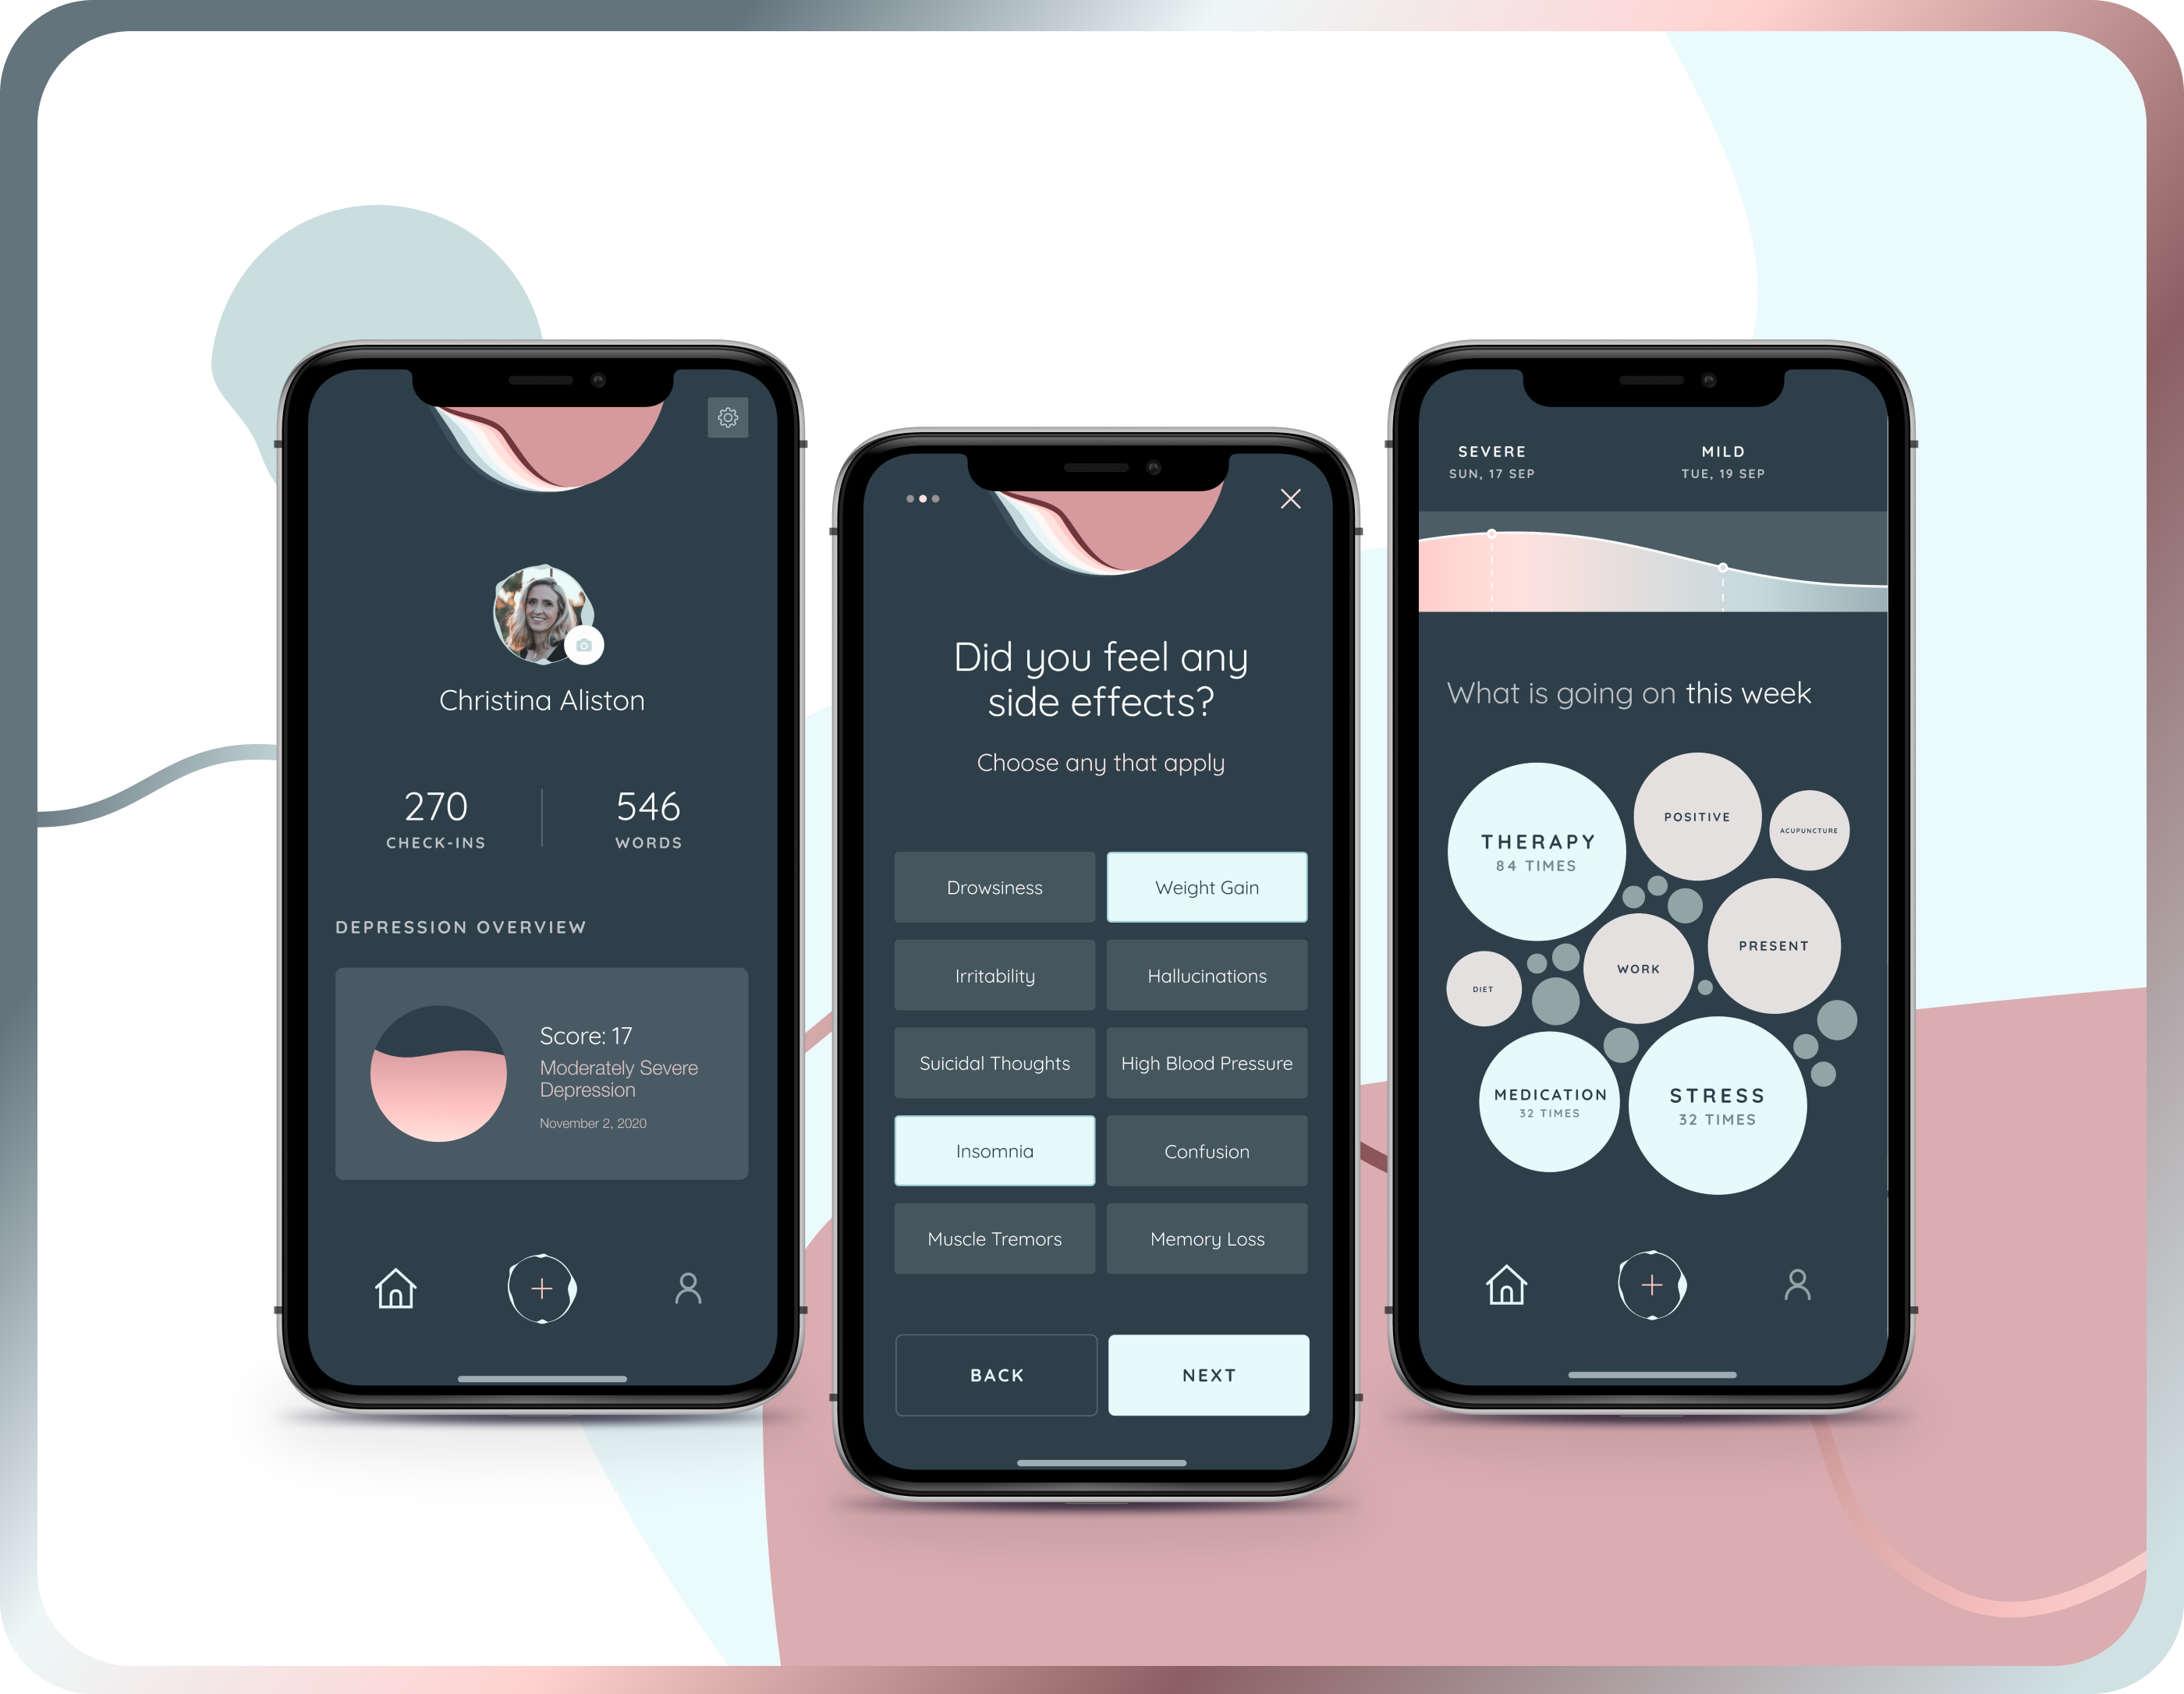 Christina Aliston
270
CHECK-INS
546
WORDS
DEPRESSION OVERVIEW
Score: 17
Moderately Severe
Depression
November 2, 2020
Did you feel any
side effects?
Choose any that apply
Drowsiness
Weight Gain
Irritability
Hallucinations
Suicidal Thoughts
High Blood Pressure
Insomnia
Confusion
Muscle Tremors
Memory Loss
BACK
NEXT
SEVERE
SUN, 17 SEP
MILD
TUE, 19 SEP
What is going on this week
THERAPY
84 TIMES
POSITIVE
ACUPUNCTURE
PRESENT
WORK
DIET
MEDICATION
32 TIMES
STRESS
32 TIMES